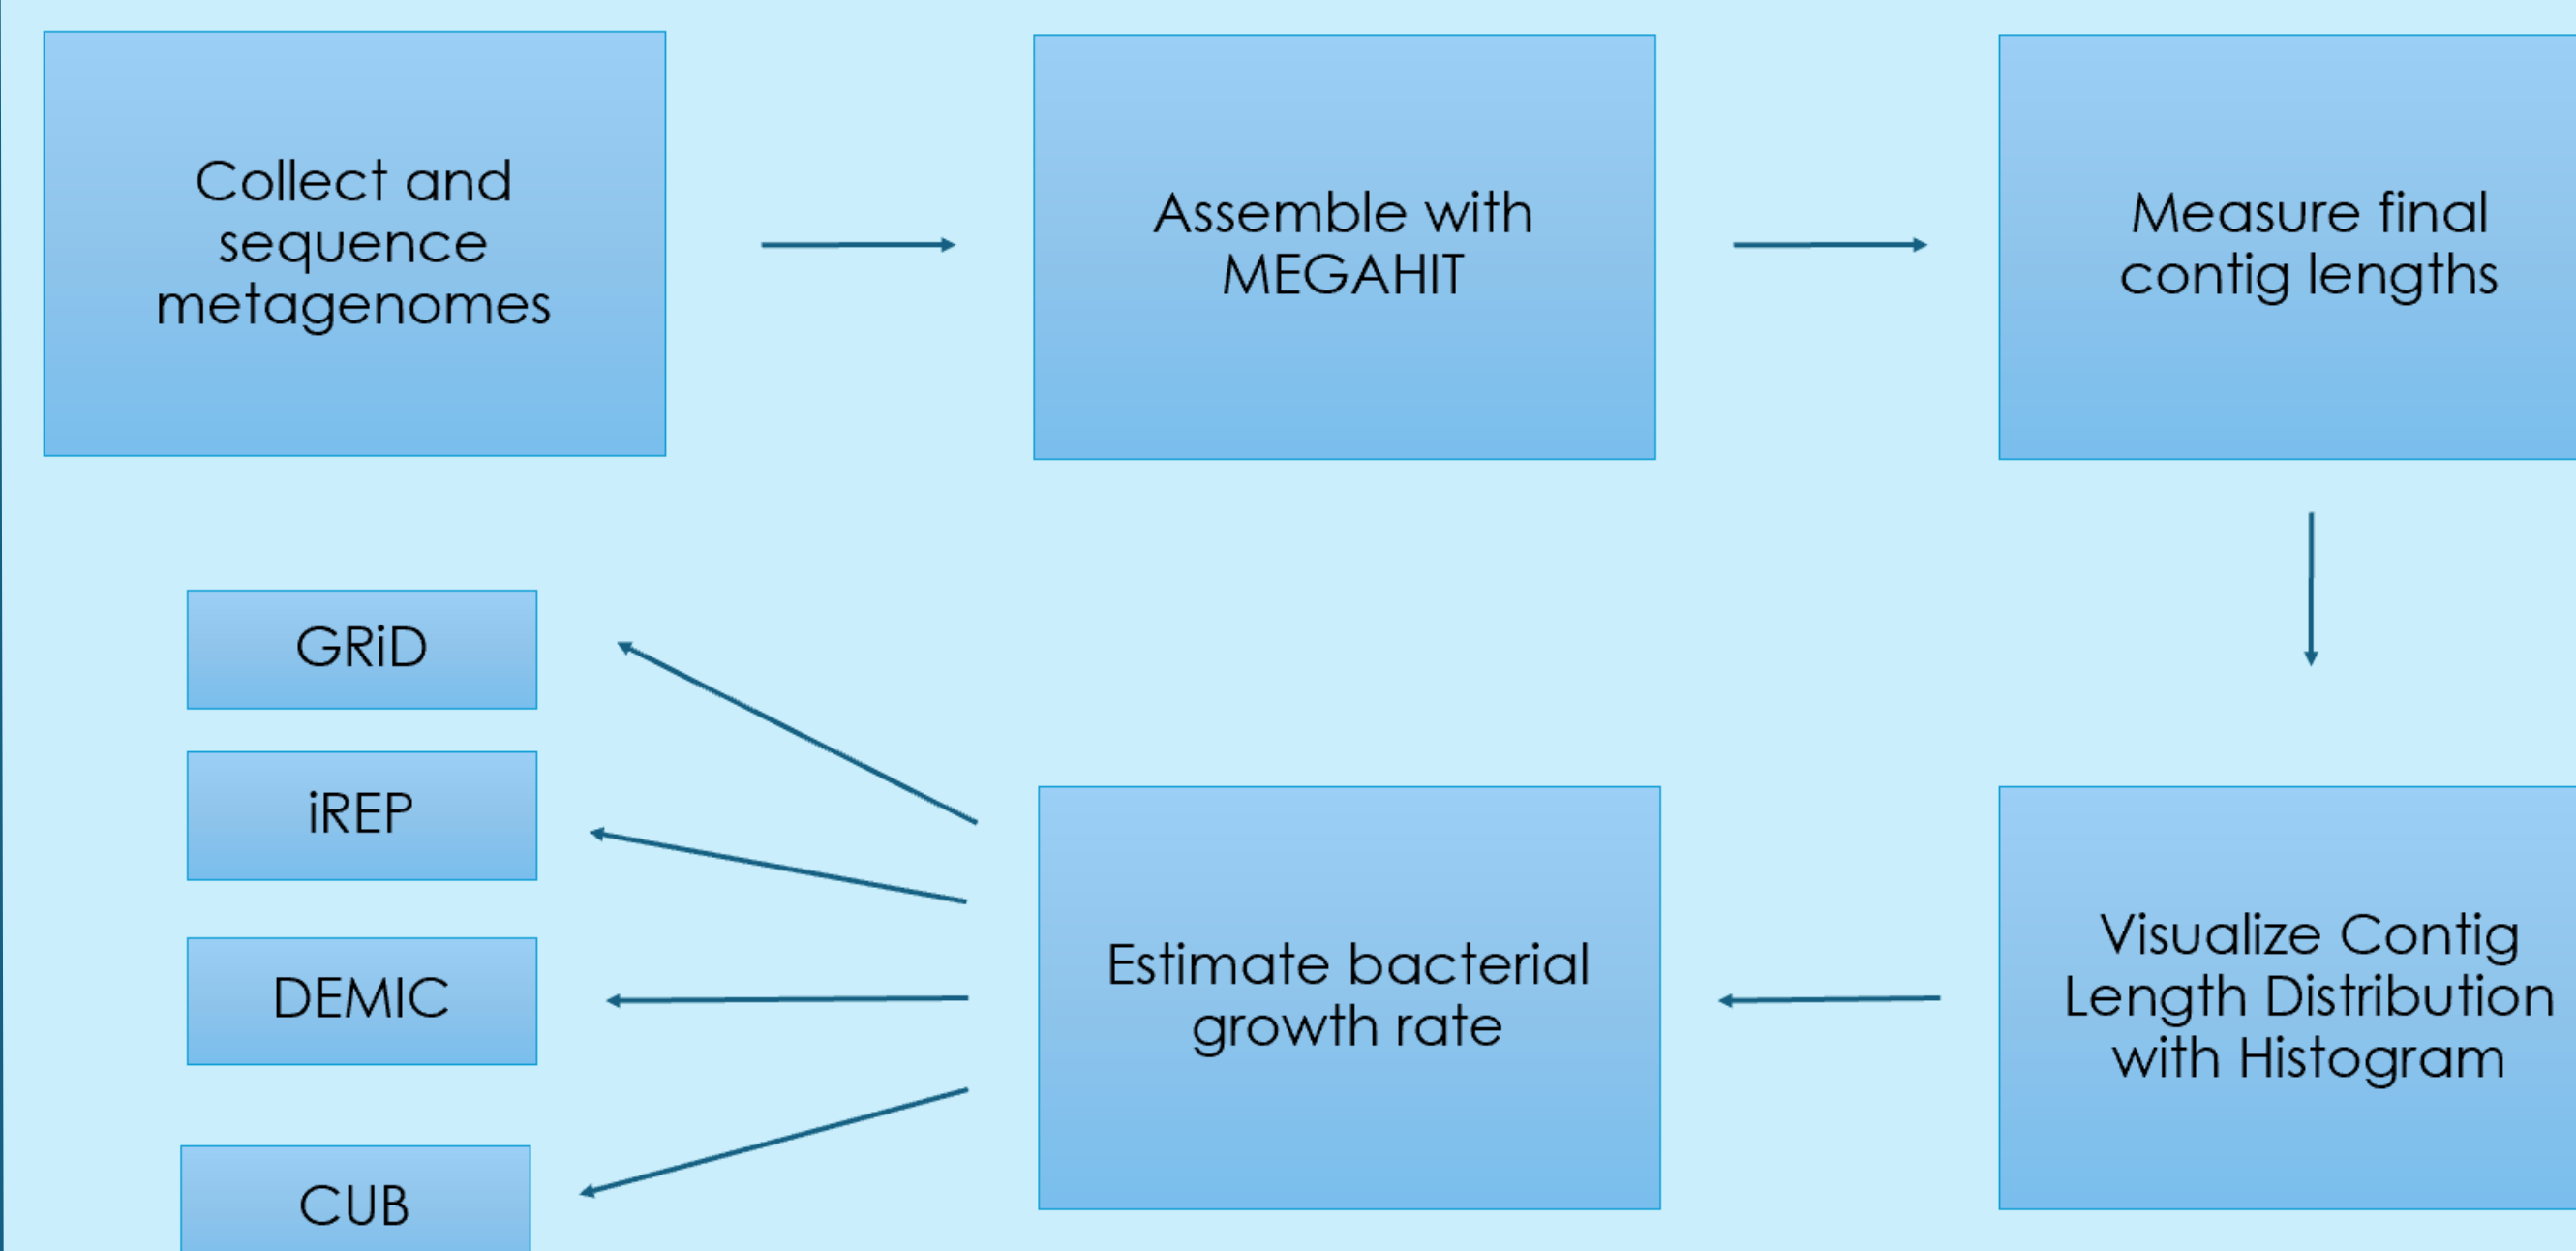 Collect and
sequence
metagenomes
Assemble with
MEGAHIT
Measure final
contig lengths
Visualize Contig
Length Distribution
with Histogram
Estimate bacterial
growth rate
GRiD
iREP
DEMIC
CUB